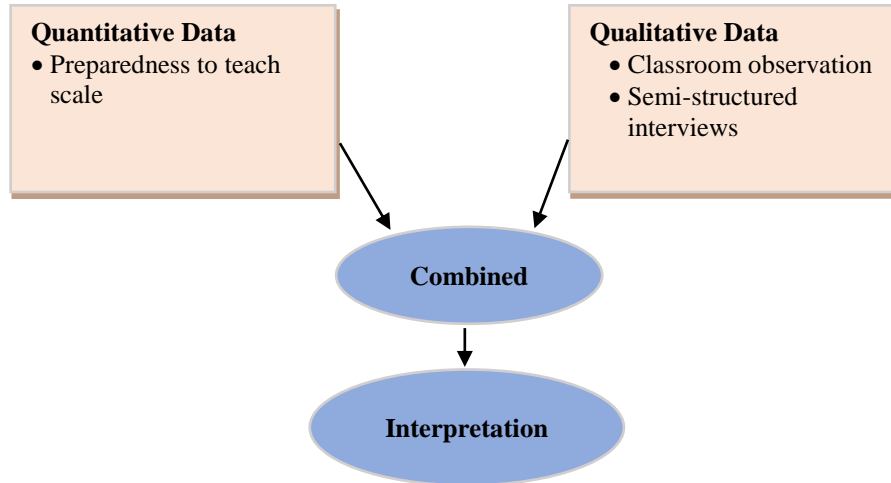 Quantitative Data
• Preparedness to teach
scale
Qualitative Data
• Classroom observation
• Semi-structured
interviews
Combined
Interpretation